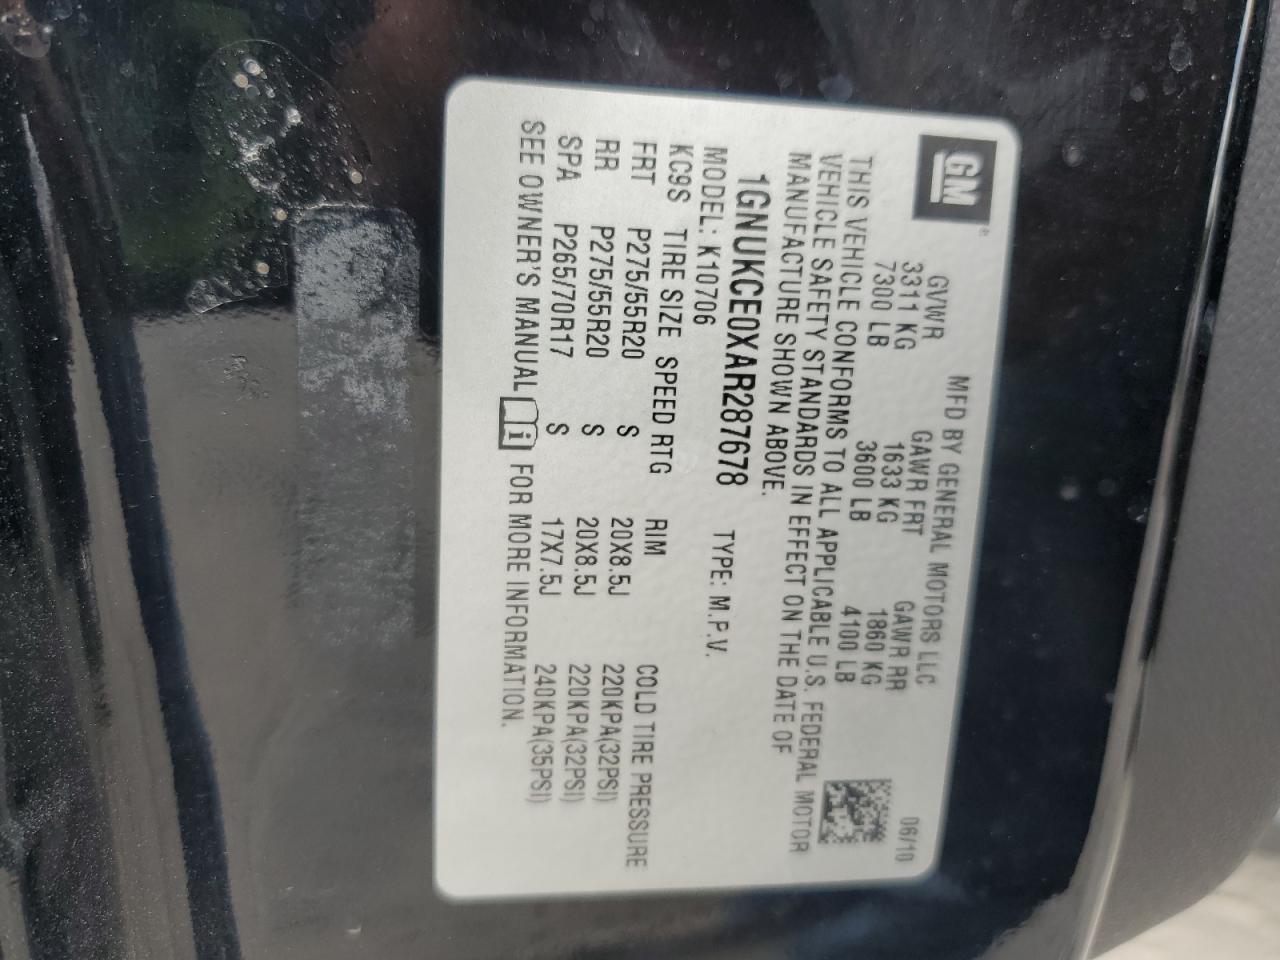 GM
MFD BY GENERAL MOTORS LLC 06/10
GVWR GAWR FRT GAWR RR
3311 KG 1633 KG 1860 KG
7300 LB 3600 LB 4100 LB
THIS VEHICLE CONFORMS TO ALL APPLICABLE U.S. FEDERAL MOTOR
VEHICLE SAFETY STANDARDS IN EFFECT ON THE DATE OF
MANUFACTURE SHOWN ABOVE.
1GNUKCE0XAR287678 TYPE: M.P.V.
MODEL: K10706
KC9S TIRE SIZE SPEED RTG RIM COLD TIRE PRESSURE
FRT P275/55R20 S 20X8.5J 220KPA(32PSI)
RR P275/55R20 S 20X8.5J 220KPA(32PSI)
SPA P265/70R17 S 17X7.5J 240KPA(35PSI)
SEE OWNER'S MANUAL i FOR MORE INFORMATION.